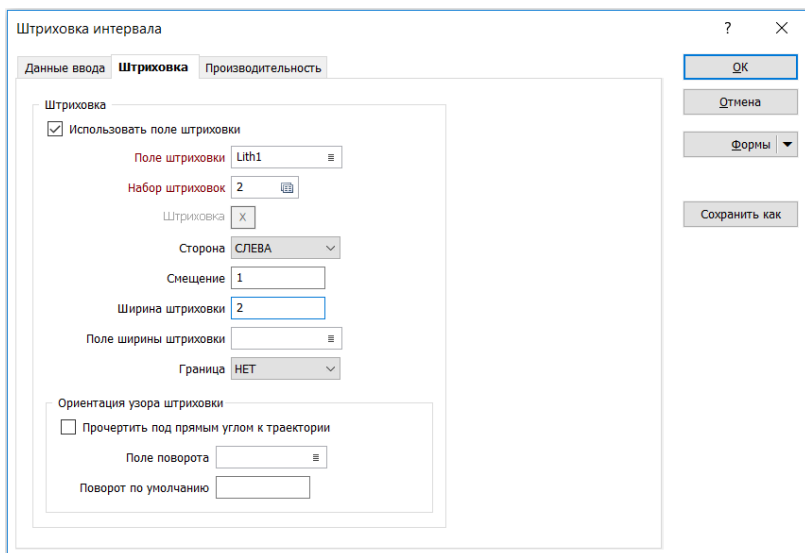 Штриховка интервала ? X
Данные ввода Штриховка Производительность
ОК
Отмена
Формы
Сохранить как
Штриховка
Использовать поле штриховки
Поле штриховки Lith1
Набор штриховок 2
Штриховка X
Сторона СЛЕВА
Смещение 1
Ширина штриховки 2
Поле ширины штриховки
Граница НЕТ
Ориентация узора штриховки
Прочертить под прямым углом к траектории
Поле поворота
Поворот по умолчанию